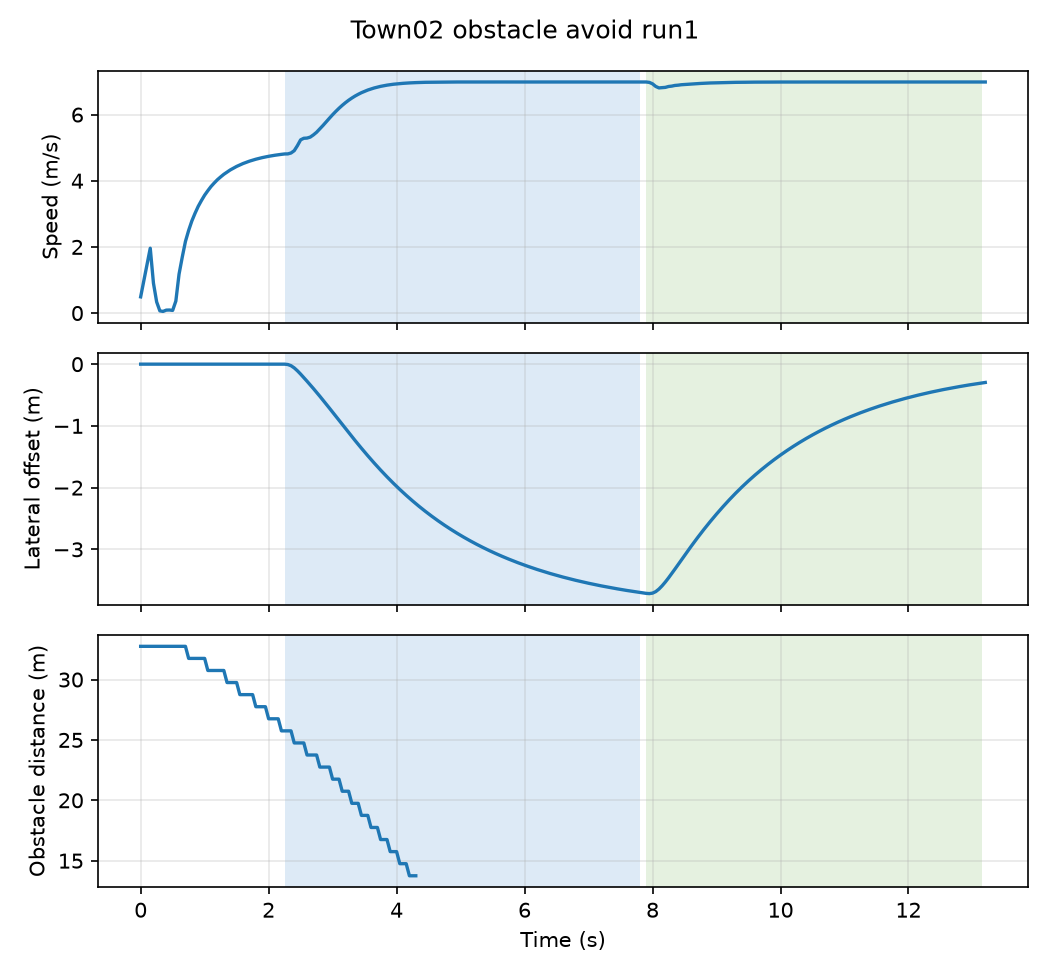 Town02 obstacle avoid run1
Speed (m/s)
6
4
2
0
Lateral offset (m)
0
−1
−2
−3
Obstacle distance (m)
30
25
20
15
0 2 4 6 8 10 12
Time (s)